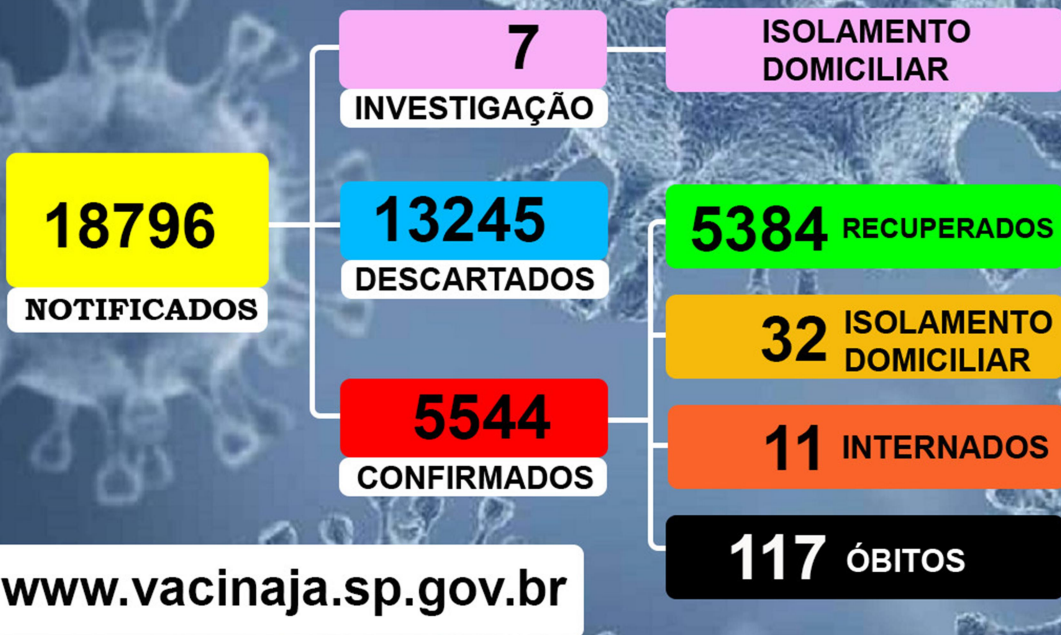 18796
NOTIFICADOS
7
INVESTIGAÇÃO
ISOLAMENTO
DOMICILIAR
13245
DESCARTADOS
5544
CONFIRMADOS
5384 RECUPERADOS
32 ISOLAMENTO
DOMICILIAR
11 INTERNADOS
117 ÓBITOS
www.vacinaja.sp.gov.br